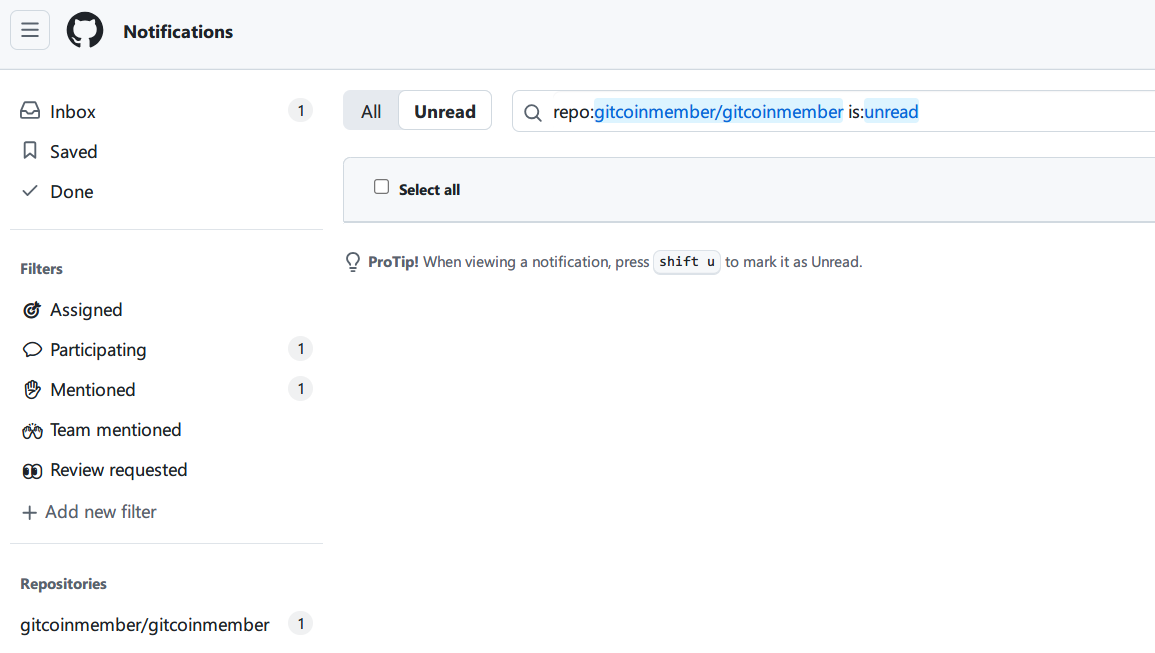 Notifications
Inbox 1
Saved
Done
Filters
Assigned
Participating 1
Mentioned 1
Team mentioned
Review requested
Add new filter
Repositories
gitcoinmember/gitcoinmember 1
All Unread
repo:gitcoinmember/gitcoinmember is:unread
Select all
ProTip! When viewing a notification, press shift u to mark it as Unread.